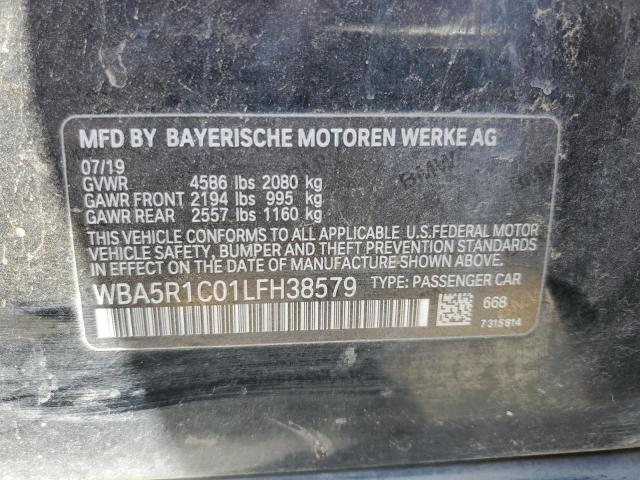 MFD BY BAYERISCHE MOTOREN WERKE AG
07/19
GVWR 4586 lbs 2080 kg
GAWR FRONT 2194 lbs 995 kg
GAWR REAR 2557 lbs 1160 kg
THIS VEHICLE CONFORMS TO ALL APPLICABLE U.S.FEDERAL MOTOR
VEHICLE SAFETY, BUMPER AND THEFT PREVENTION STANDARDS
IN EFFECT ON THE DATE OF MANUFACTURE SHOWN ABOVE.
WBA5R1C01LFH38579 TYPE: PASSENGER CAR
668
7315814
BMW